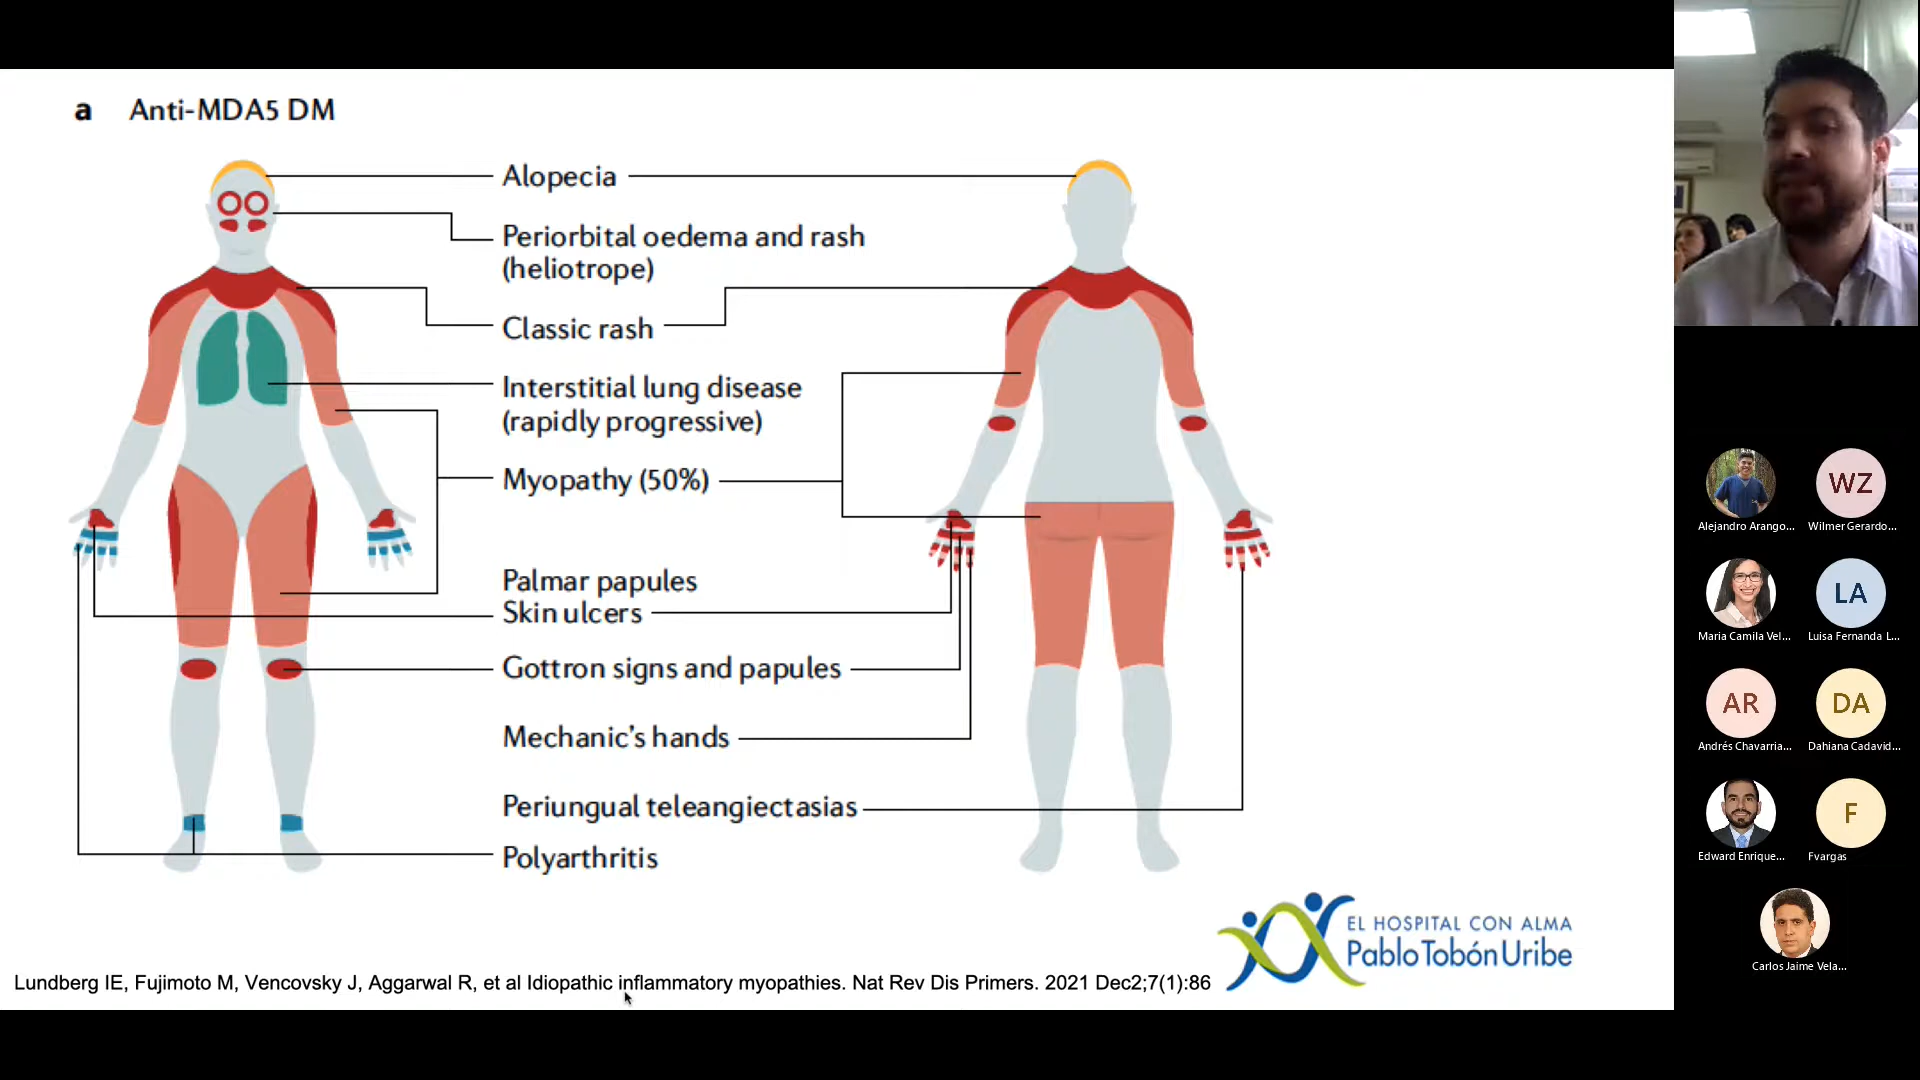 a Anti-MDA5 DM
Alopecia
Periorbital oedema and rash
(heliotrope)
Classic rash
Interstitial lung disease
(rapidly progressive)
Myopathy (50%)
Palmar papules
Skin ulcers
Gottron signs and papules
Mechanic's hands
Periungual teleangiectasias
Polyarthritis
EL HOSPITAL CON ALMA
Pablo Tobón Uribe
Lundberg IE, Fujimoto M, Vencovsky J, Aggarwal R, et al Idiopathic inflammatory myopathies. Nat Rev Dis Primers. 2021 Dec2;7(1):86
WZ
Alejandro Arango... Wilmer Gerardo...
LA
Maria Camila Vel... Luisa Fernanda L...
AR DA
Andrés Chavarria... Dahiana Cadavid...
F
Edward Enrique... Fvargas
Carlos Jaime Vela...